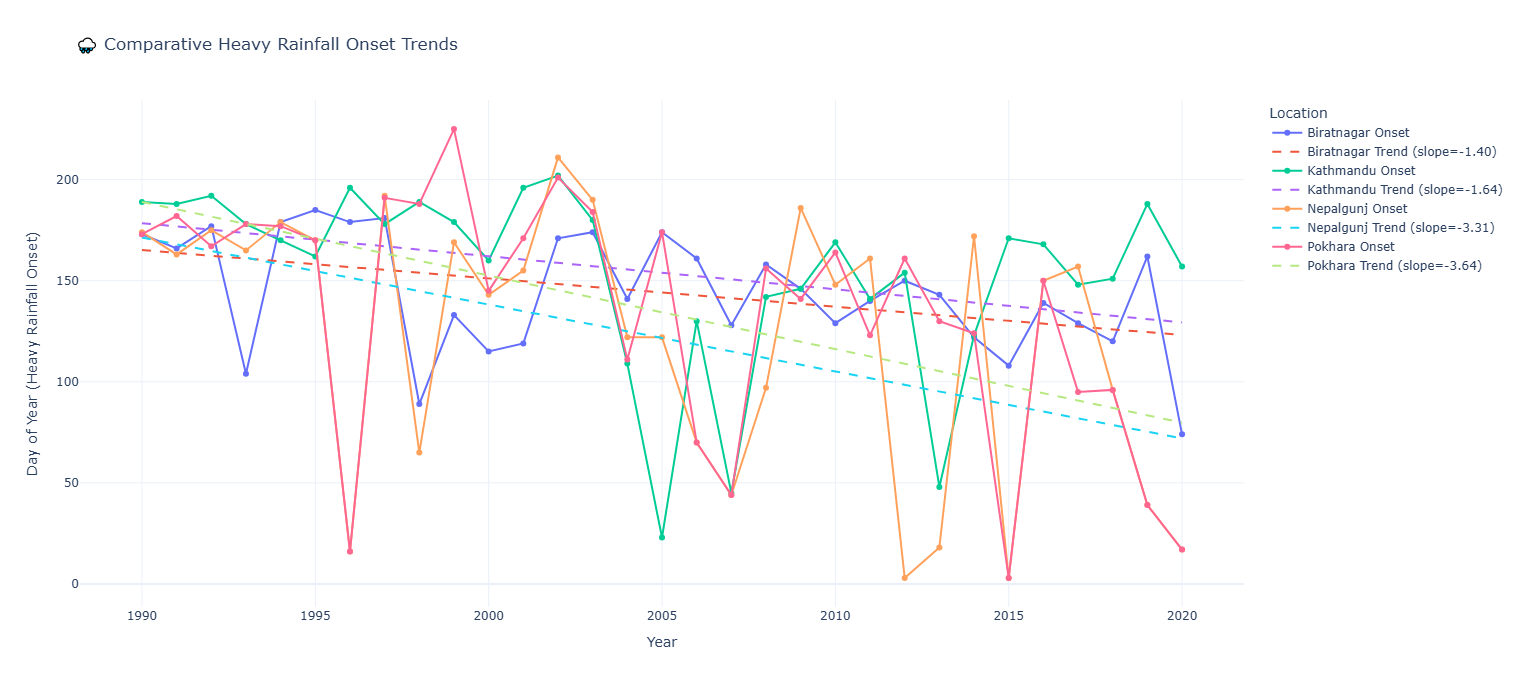 🌧 Comparative Heavy Rainfall Onset Trends
Location
Biratnagar Onset
Biratnagar Trend (slope=-1.40)
Kathmandu Onset
Kathmandu Trend (slope=-1.64)
Nepalgunj Onset
Nepalgunj Trend (slope=-3.31)
Pokhara Onset
Pokhara Trend (slope=-3.64)
Day of Year (Heavy Rainfall Onset)
200
150
100
50
0
1990
1995
2000
2005
2010
2015
2020
Year